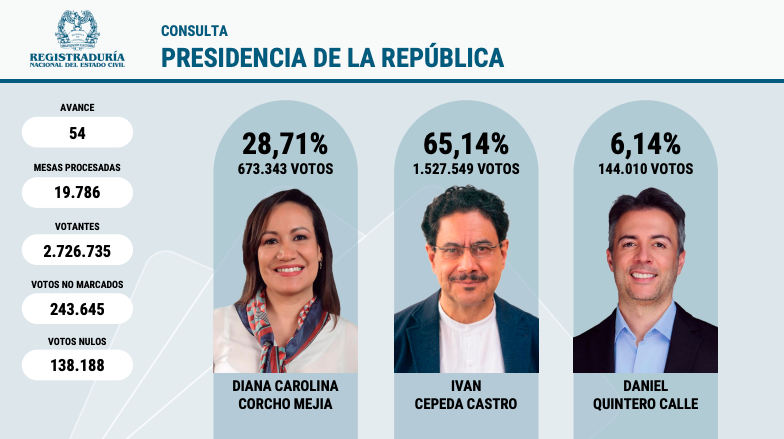 REGISTRADURÍA
NACIONAL DEL ESTADO CIVIL
CONSULTA
PRESIDENCIA DE LA REPÚBLICA
AVANCE
54
MESAS PROCESADAS
19.786
VOTANTES
2.726.735
VOTOS NO MARCADOS
243.645
VOTOS NULOS
138.188
28,71%
673.343 VOTOS
DIANA CAROLINA
CORCHO MEJIA
65,14%
1.527.549 VOTOS
IVAN
CEPEDA CASTRO
6,14%
144.010 VOTOS
DANIEL
QUINTERO CALLE